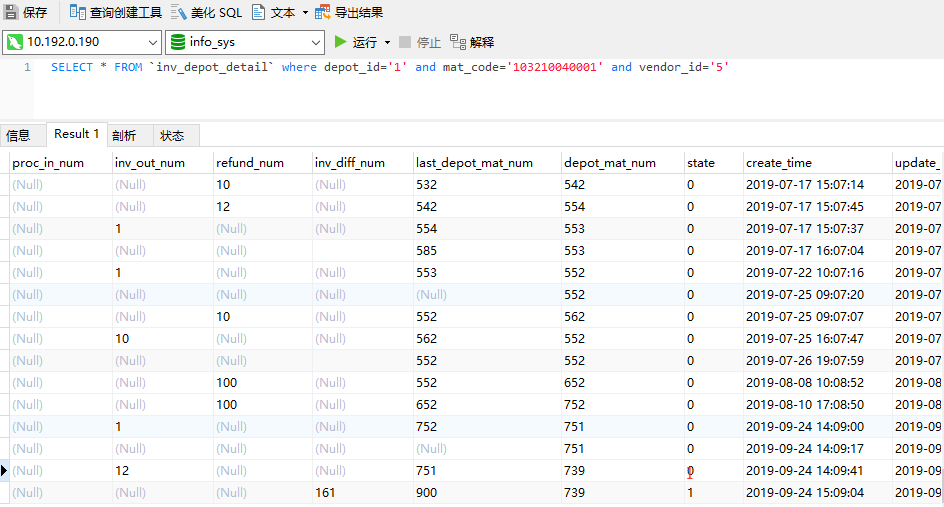 保存 查询创建工具 美化 SQL 文本 导出结果
10.192.0.190 info_sys 运行 停止 解释
1 SELECT * FROM `inv_depot_detail` where depot_id='1' and mat_code='103210040001' and vendor_id='5'
信息 Result 1 剖析 状态
proc_in_num inv_out_num refund_num inv_diff_num last_depot_mat_num depot_mat_num state create_time update_
(Null) (Null) 10 (Null) 532 542 0 2019-07-17 15:07:14 2019-07
(Null) (Null) 12 (Null) 542 554 0 2019-07-17 15:07:45 2019-07
(Null) 1 (Null) (Null) 554 553 0 2019-07-17 15:07:37 2019-07
(Null) (Null) (Null) 585 553 0 2019-07-17 16:07:04 2019-07
(Null) 1 (Null) (Null) 553 552 0 2019-07-22 10:07:16 2019-07
(Null) (Null) (Null) (Null) 552 0 2019-07-25 09:07:20 2019-07
(Null) (Null) 10 (Null) 552 562 0 2019-07-25 09:07:07 2019-07
(Null) 10 (Null) (Null) 562 552 0 2019-07-25 16:07:47 2019-07
(Null) (Null) (Null) 552 552 0 2019-07-26 19:07:59 2019-07
(Null) (Null) 100 (Null) 552 652 0 2019-08-08 10:08:52 2019-08
(Null) (Null) 100 (Null) 652 752 0 2019-08-10 17:08:50 2019-08
(Null) 1 (Null) (Null) 752 751 0 2019-09-24 14:09:00 2019-09
(Null) (Null) (Null) (Null) 751 0 2019-09-24 14:09:17 2019-09
(Null) 12 (Null) (Null) 751 739 0 2019-09-24 14:09:41 2019-09
(Null) (Null) (Null) 161 900 739 1 2019-09-24 15:09:04 2019-09